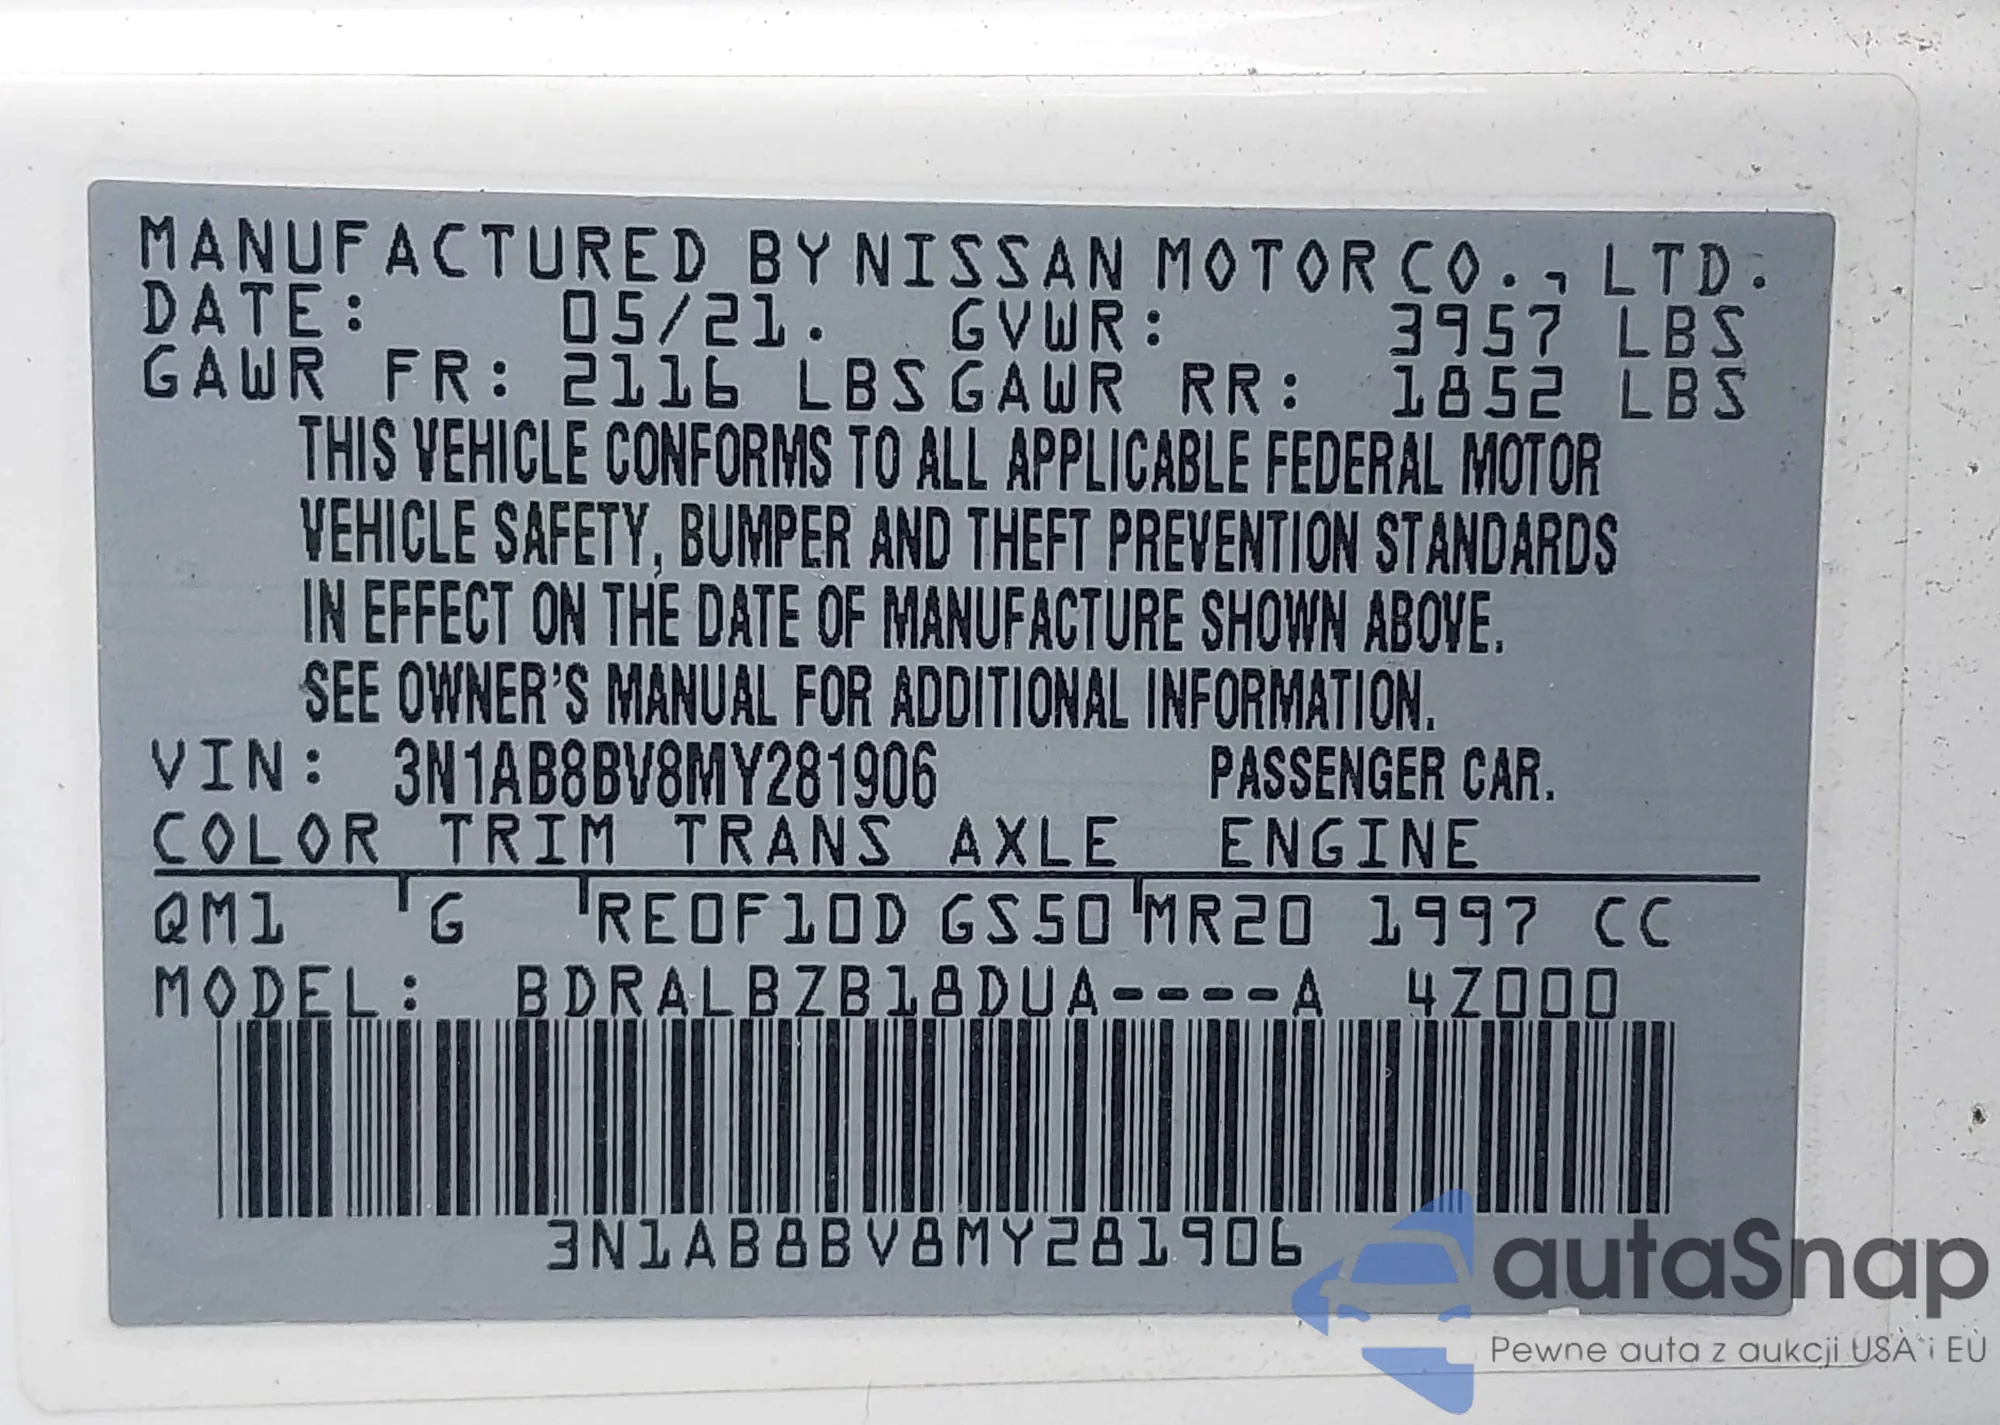 MANUFACTURED BY NISSAN MOTOR CO., LTD.
DATE: 05/21. GVWR: 3957 LBS
GAWR FR: 2116 LBS GAWR RR: 1852 LBS
THIS VEHICLE CONFORMS TO ALL APPLICABLE FEDERAL MOTOR
VEHICLE SAFETY, BUMPER AND THEFT PREVENTION STANDARDS
IN EFFECT ON THE DATE OF MANUFACTURE SHOWN ABOVE.
SEE OWNER'S MANUAL FOR ADDITIONAL INFORMATION.
VIN: 3N1AB8BV8MY281906 PASSENGER CAR.
COLOR TRIM TRANS AXLE ENGINE
QM1 G RE0F10D GS50 MR20 1997 CC
MODEL: BDRALBZB18DUA----A 4Z000
3N1AB8BV8MY281906
autaSnap
Pewne auta z aukcji USA i EU